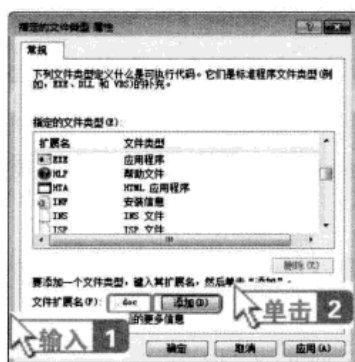 指定的文件类型 属性
常规
下列文件类型定义什么是可执行代码。它们是标准程序文件类型(例如，EXE、DLL 和 VBS)的补充。
指定的文件类型(E):
扩展名 文件类型
EXE 应用程序
HLP 帮助文件
HTA HTML 应用程序
INF 安装信息
INS INS 文件
ISP ISP 文件
删除(R)
要添加一个文件类型，键入其扩展名，然后单击“添加”。
文件扩展名(F): .doc 添加(D)
单击 2
输入 1
的更多信息
确定 取消 应用(A)